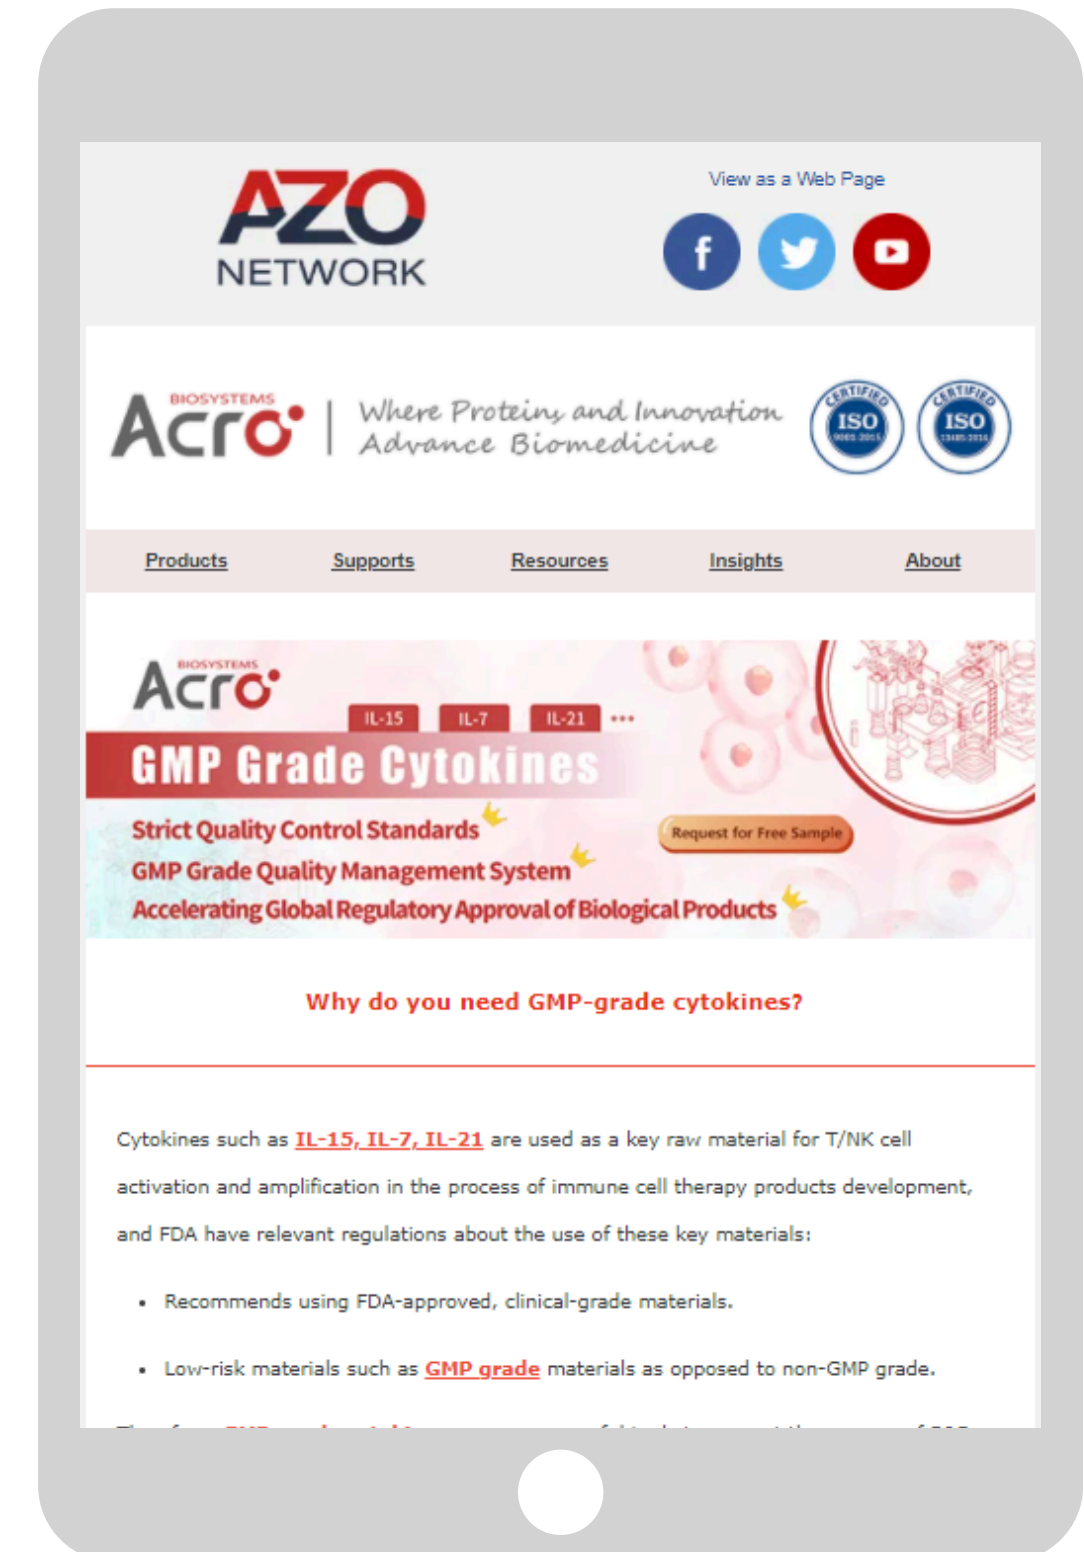 AZO
NETWORK
View as a Web Page
BIOSYSTEMS
Acro
Where Proteins and Innovation
Advance Biomedicine
CERTIFIED
ISO
9001:2015
CERTIFIED
ISO
13485:2016
Products Supports Resources Insights About
BIOSYSTEMS
Acro
IL-15 IL-7 IL-21 •••
GMP Grade Cytokines
Strict Quality Control Standards
Request for Free Sample
GMP Grade Quality Management System
Accelerating Global Regulatory Approval of Biological Products
Why do you need GMP-grade cytokines?
Cytokines such as IL-15, IL-7, IL-21 are used as a key raw material for T/NK cell
activation and amplification in the process of immune cell therapy products development,
and FDA have relevant regulations about the use of these key materials:
• Recommends using FDA-approved, clinical-grade materials.
• Low-risk materials such as GMP grade materials as opposed to non-GMP grade.